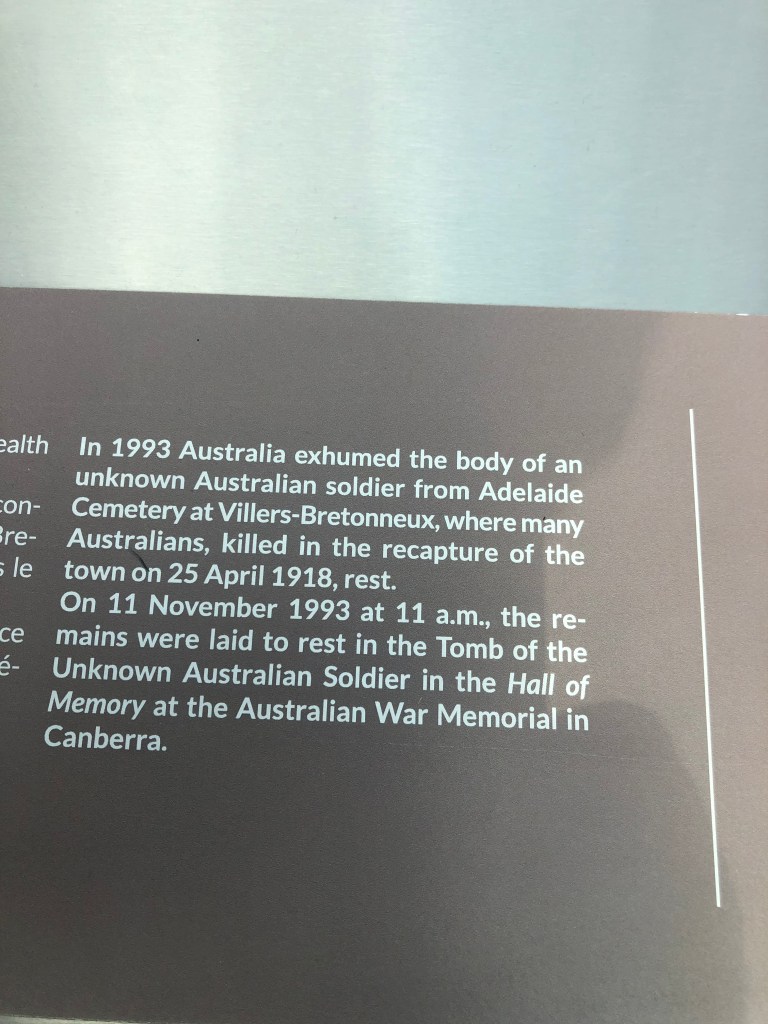 ealth
con-
Bre-
s le
ce
é-
In 1993 Australia exhumed the body of an
unknown Australian soldier from Adelaide
Cemetery at Villers-Bretonneux, where many
Australians, killed in the recapture of the
town on 25 April 1918, rest.
On 11 November 1993 at 11 a.m., the re-
mains were laid to rest in the Tomb of the
Unknown Australian Soldier in the Hall of
Memory at the Australian War Memorial in
Canberra.